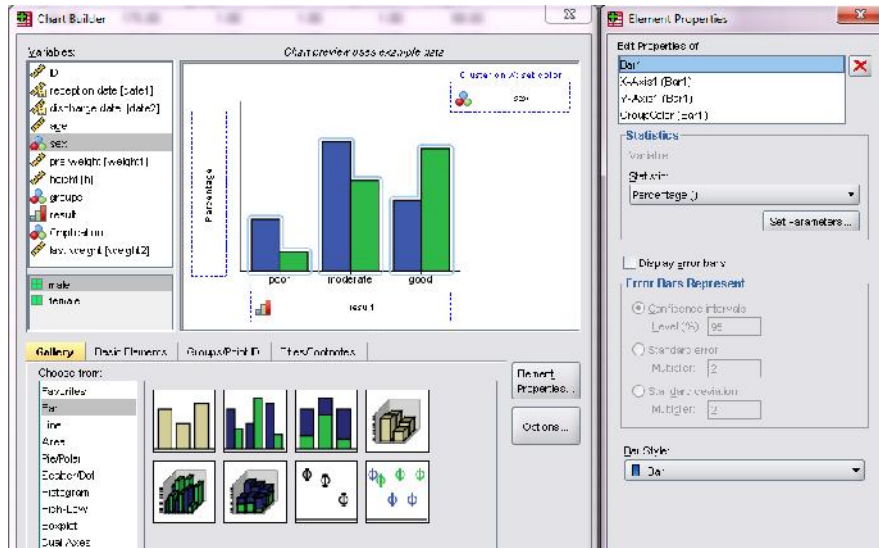 Chart Builder
Variables:
Chart preview uses example data
ID
reception date [date1]
discharge date [date2]
age
sex
pre weight [weight1]
height [h]
groups
result
last weight [weight2]
male
female
Cluster on X: set color
sex
Percentage
poor moderate good
result
Gallery Basic Elements Groups/Point ID Titles/Footnotes
Choose from:
Favorites
Bar
Line
Area
Pie/Polar
Scatter/Dot
Histogram
High-Low
Boxplot
Dual Axes
Element Properties...
Options...
Element Properties
Edit Properties of
Bar1
X-Axis1 (Bar1)
Y-Axis1 (Bar1)
GroupColor (Bar1)
Statistics
Variable
Statistic:
Percentage ()
Set Parameters...
Display error bars
Error Bars Represent
Confidence intervals
Level (%): 95
Standard error
Multiplier: 2
Standard deviation
Multiplier: 2
Bar Style:
Bar